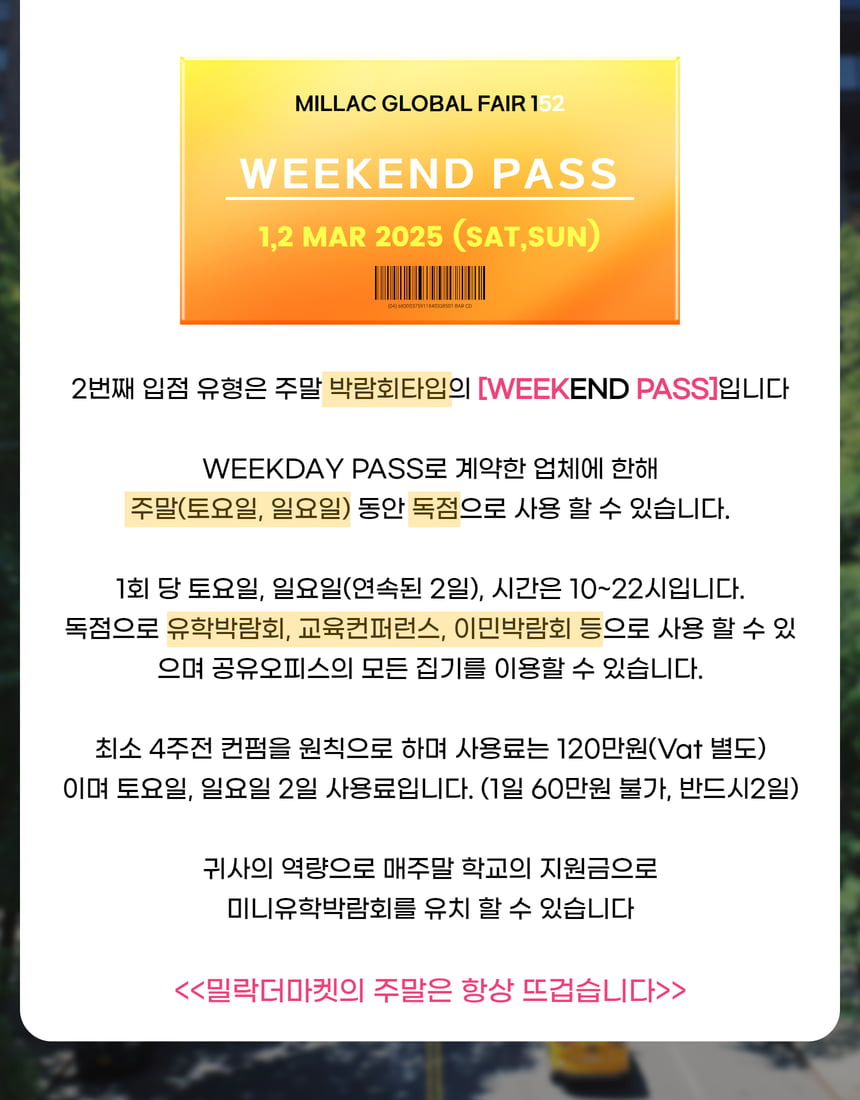 MILLAC GLOBAL FAIR 152
WEEKEND PASS
1,2 MAR 2025 (SAT,SUN)
2번째 입점 유형은 주말 박람회타입의 [WEEKEND PASS]입니다
WEEKDAY PASS로 계약한 업체에 한해
주말(토요일, 일요일) 동안 독점으로 사용 할 수 있습니다.
1회 당 토요일, 일요일(연속된 2일), 시간은 10~22시입니다.
독점으로 유학박람회, 교육컨퍼런스, 이민박람회 등으로 사용 할 수 있
으며 공유오피스의 모든 집기를 이용할 수 있습니다.
최소 4주전 컨펌을 원칙으로 하며 사용료는 120만원(Vat 별도)
이며 토요일, 일요일 2일 사용료입니다. (1일 60만원 불가, 반드시2일)
귀사의 역량으로 매주말 학교의 지원금으로
미니유학박람회를 유치 할 수 있습니다
<<밀락더마켓의 주말은 항상 뜨겁습니다>>